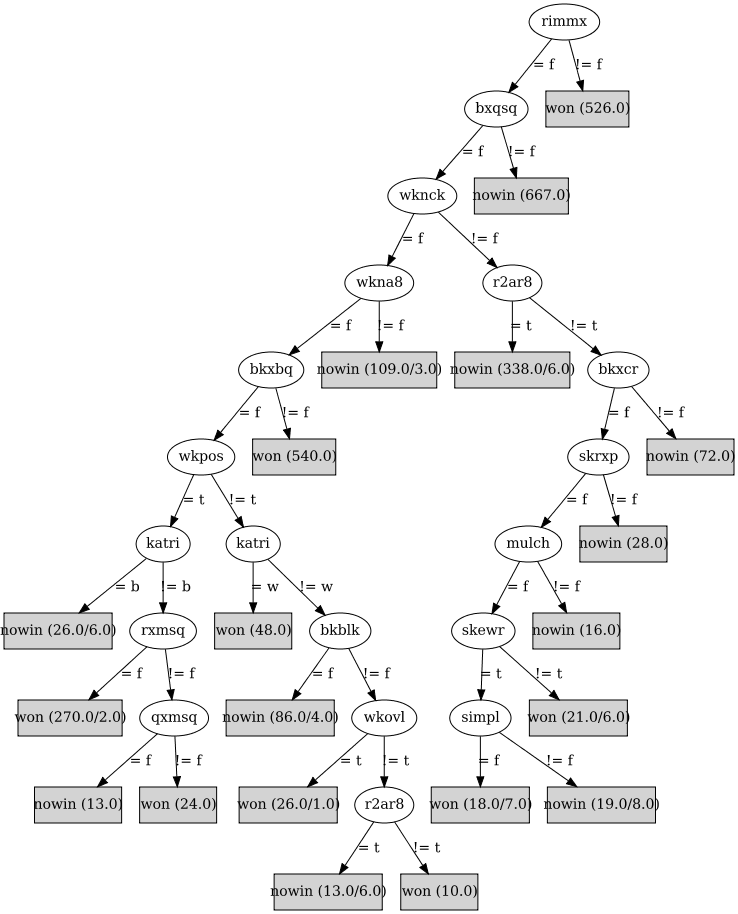 rimmx
= f
!= f
bxqsq
won (526.0)
= f
!= f
wknck
nowin (667.0)
= f
!= f
wkna8
r2ar8
= f
!= f
= t
!= t
bkxbq
nowin (109.0/3.0)
nowin (338.0/6.0)
bkxcr
= f
!= f
= f
!= f
wkpos
won (540.0)
skrxp
nowin (72.0)
= t
!= t
= f
!= f
katri
katri
mulch
nowin (28.0)
= b
!= b
= w
!= w
= f
!= f
nowin (26.0/6.0)
rxmsq
won (48.0)
bkblk
skewr
nowin (16.0)
= f
!= f
= f
!= f
= t
!= t
won (270.0/2.0)
qxmsq
nowin (86.0/4.0)
wkovl
simpl
won (21.0/6.0)
= f
!= f
= t
!= t
= f
!= f
nowin (13.0)
won (24.0)
won (26.0/1.0)
r2ar8
won (18.0/7.0)
nowin (19.0/8.0)
= t
!= t
nowin (13.0/6.0)
won (10.0)